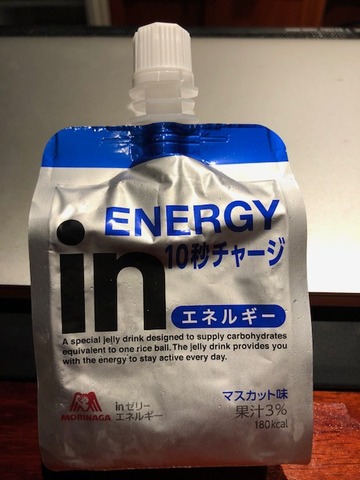 ENERGY
in
10秒チャージ
エネルギー
A special jelly drink designed to supply carbohydrates
equivalent to one rice ball. The jelly drink provides you
with the energy to stay active every day.
MORINAGA
inゼリー
エネルギー
マスカット味
果汁3%
180kcal